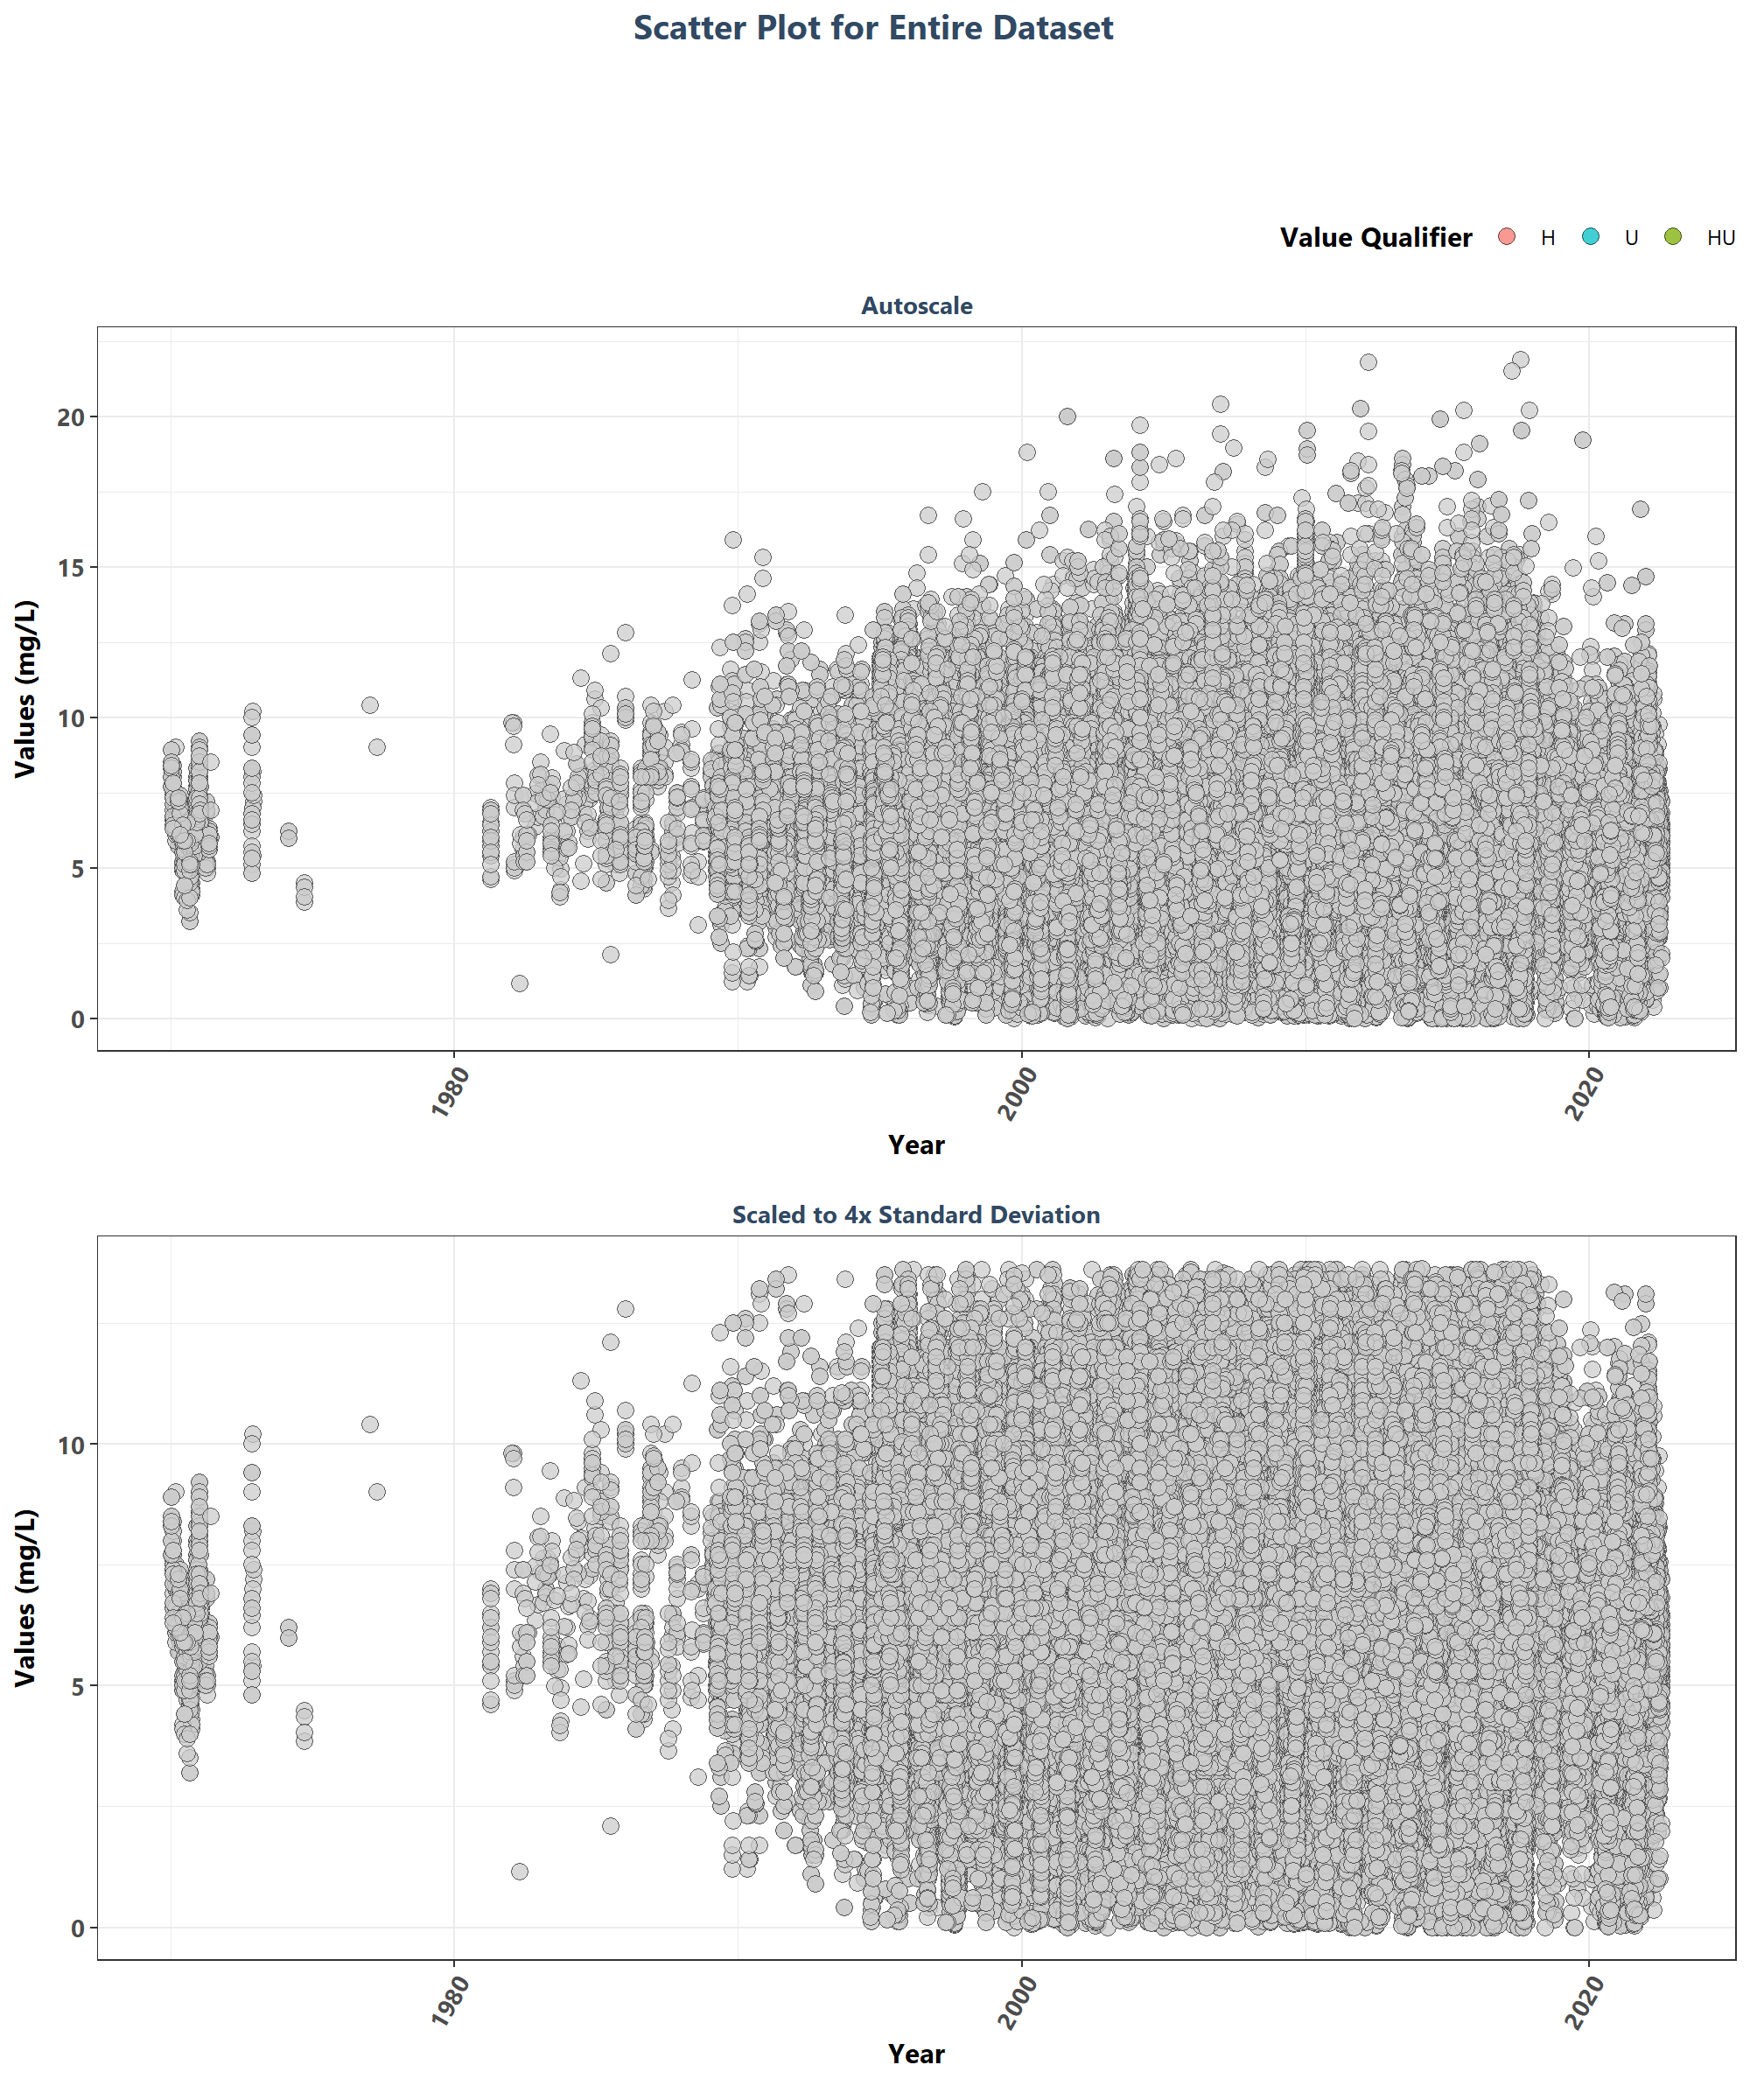 Scatter Plot for Entire Dataset
Value Qualifier H U HU
Autoscale
Values (mg/L)
20
15
10
5
0
1980 2000 2020
Year
Scaled to 4x Standard Deviation
Values (mg/L)
10
5
0
1980 2000 2020
Year